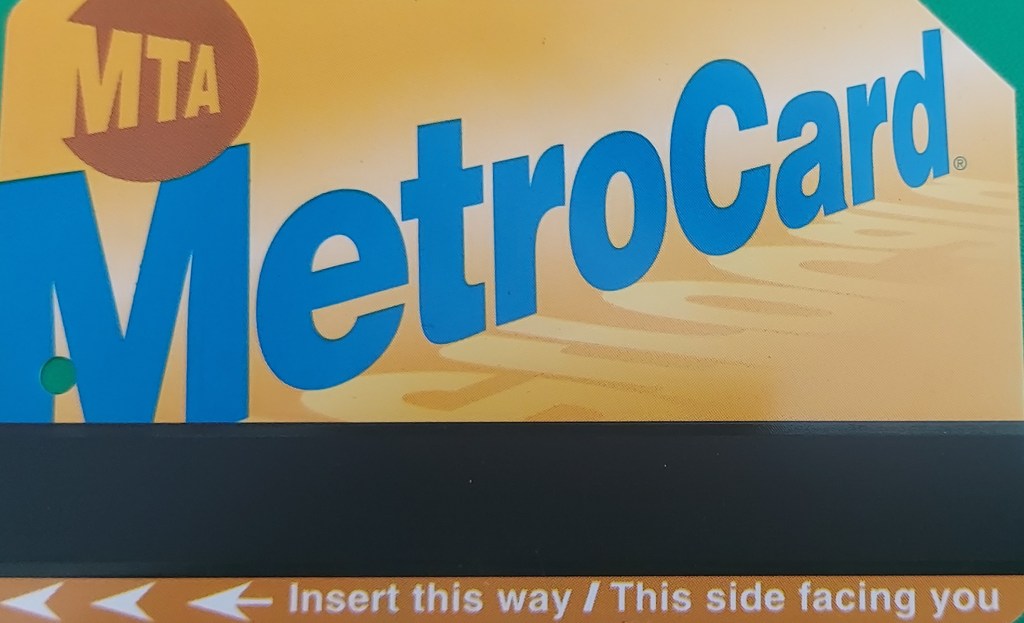 MTA
MetroCard®
Insert this way / This side facing you